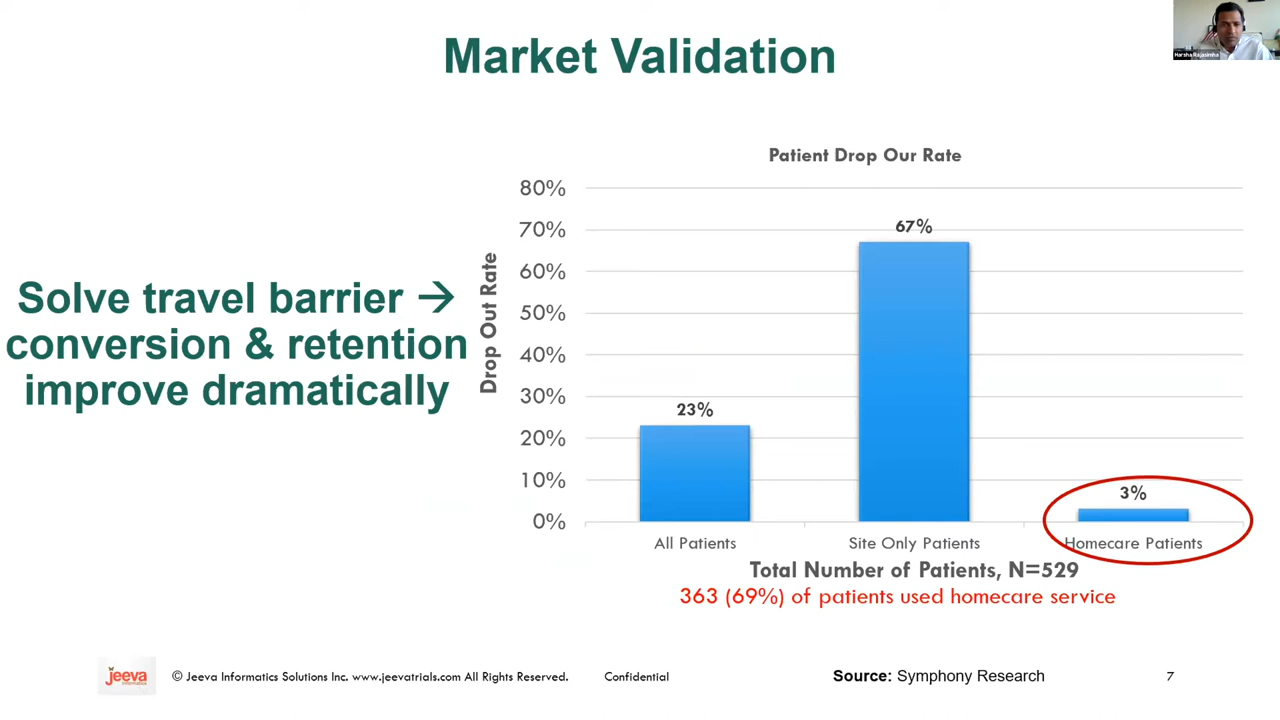 Market Validation
Harsha Rajasimha
Patient Drop Our Rate
Solve travel barrier →
conversion & retention
improve dramatically
Drop Out Rate
80%
70%
60%
50%
40%
30%
20%
10%
0%
23%
67%
3%
All Patients
Site Only Patients
Homecare Patients
Total Number of Patients, N=529
363 (69%) of patients used homecare service
jeeva
informatics
© Jeeva Informatics Solutions Inc. www.jeevatrials.com All Rights Reserved.
Confidential
Source: Symphony Research
7